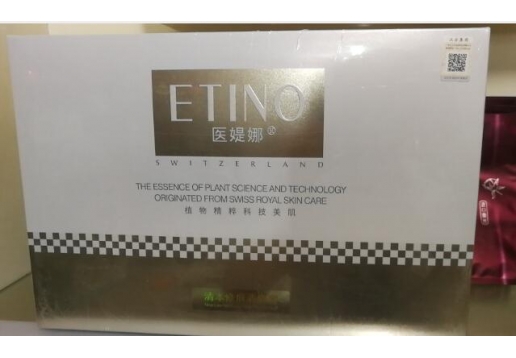 ETINO
医媞娜®
SWITZERLAND
THE ESSENCE OF PLANT SCIENCE AND TECHNOLOGY
ORIGINATED FROM SWISS ROYAL SKIN CARE
植物精粹科技美肌